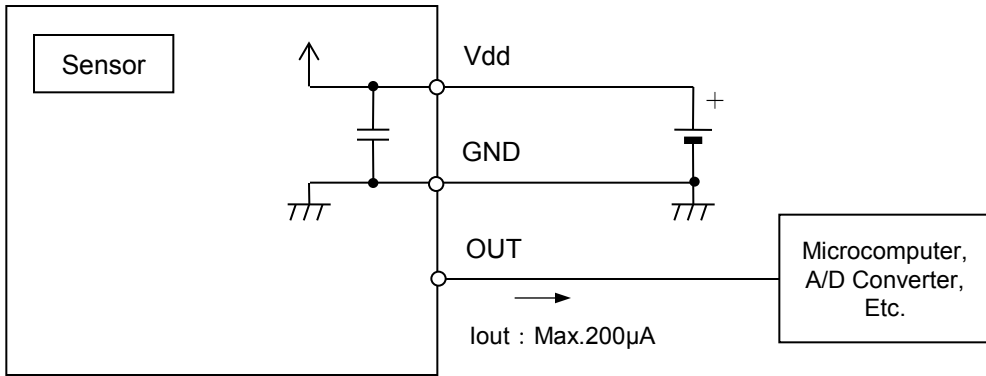 Sensor
Vdd
+
GND
OUT
Microcomputer,
A/D Converter,
Etc.
Iout : Max.200µA